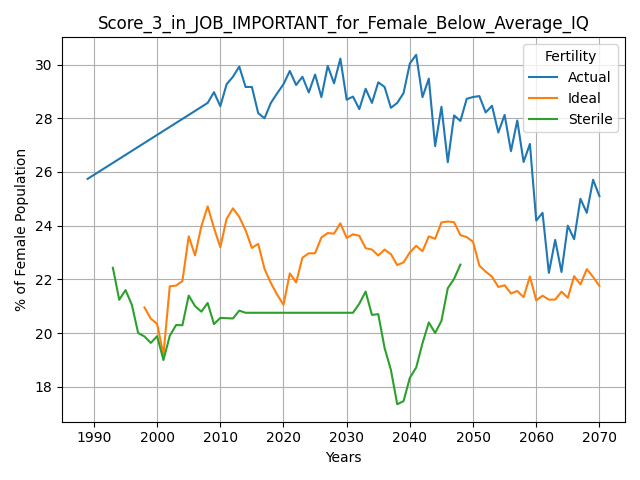 Score_3_in_JOB_IMPORTANT_for_Female_Below_Average_IQ
Fertility
Actual
Ideal
Sterile
% of Female Population
30
28
26
24
22
20
18
1990
2000
2010
2020
2030
2040
2050
2060
2070
Years